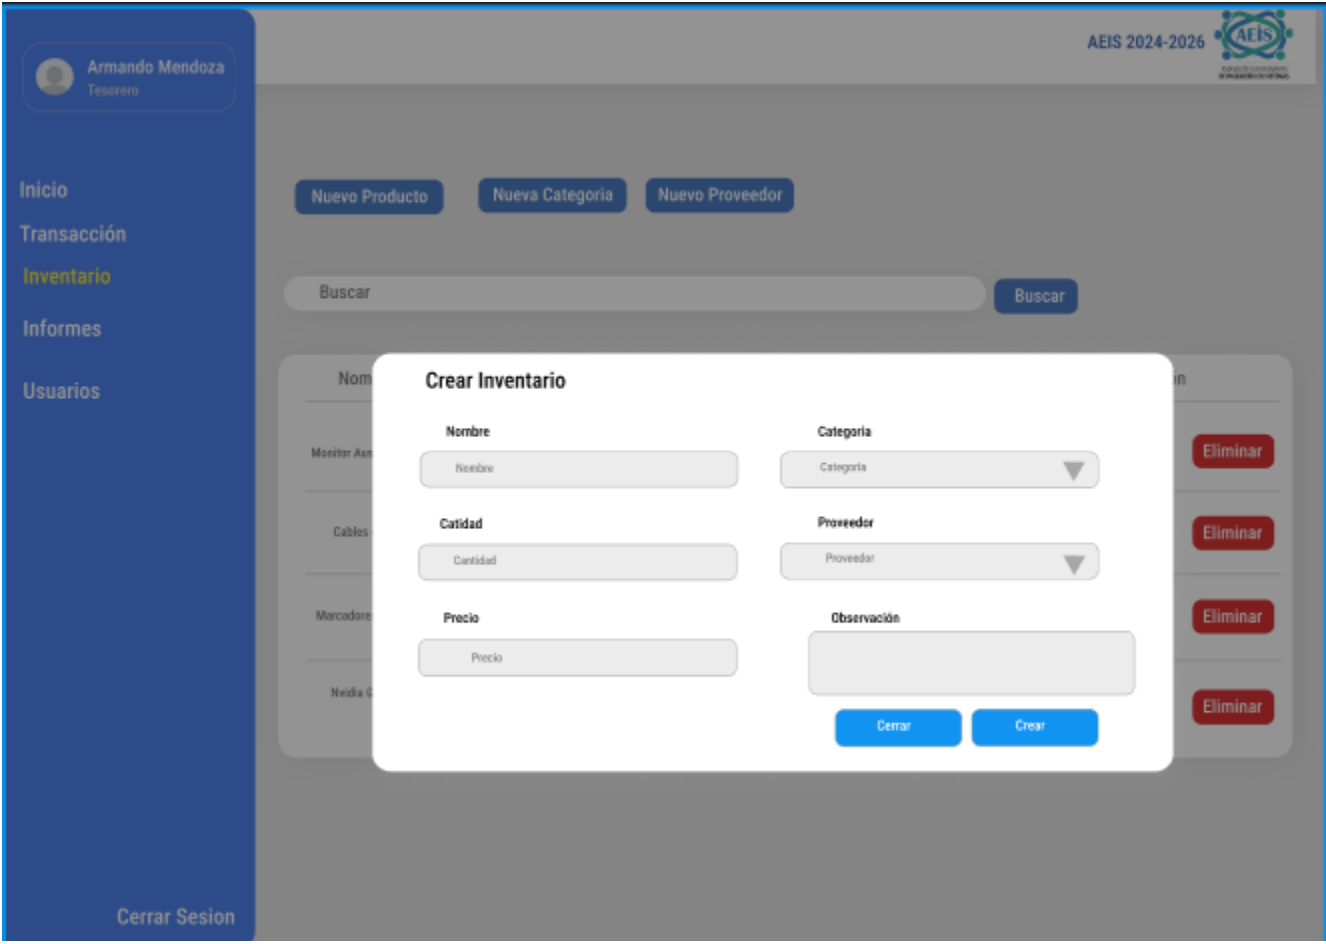 Armando Mendoza
Tesorero
AEIS 2024-2026
AEIS
Inicio
Transacción
Inventario
Informes
Usuarios
Cerrar Sesion
Nuevo Producto
Nueva Categoria
Nuevo Proveedor
Buscar
Buscar
Nom
ón
Monitor
Cables
Marcadore
Nvidia G
Eliminar
Eliminar
Eliminar
Eliminar
Crear Inventario
Nombre
Nombre
Categoria
Categoria
Catidad
Cantidad
Proveedor
Proveedor
Precio
Precio
Observación
Cerrar
Crear